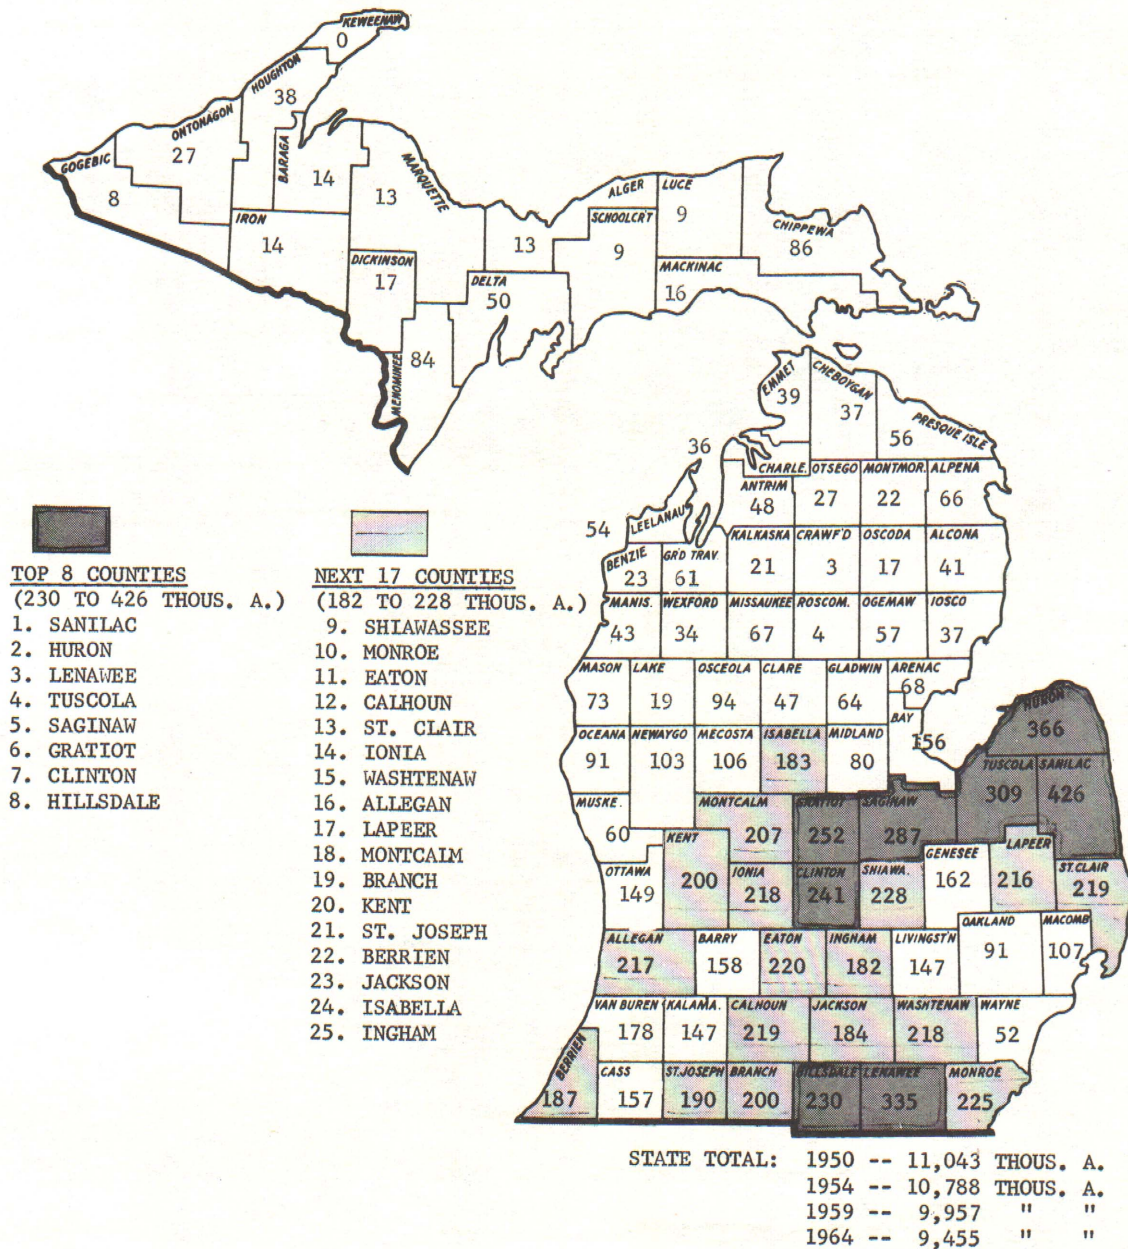 KEWEENAW
0
HOUGHTON
38
ONTONAGON
27
GOGEBIC
8
BARAGA
14
MARQUETTE
13
IRON
14
DICKINSON
17
MENOMINEE
84
DELTA
50
ALGER
13
SCHOOLCR'T
9
LUCE
9
CHIPPEWA
86
MACKINAC
16
EMMET
39
CHEBOYGAN
37
PRESQUE ISLE
56
36
CHARLE.
ANTRIM
48
OTSEGO
27
MONTMOR.
22
ALPENA
66
54
LEELANAU
BENZIE
23
GR'D TRAV.
61
KALKASKA
21
CRAWF'D
3
OSCODA
17
ALCONA
41
MANIS.
43
WEXFORD
34
MISSAUKEE
67
ROSCOM.
4
OGEMAW
57
IOSCO
37
MASON
73
LAKE
19
OSCEOLA
94
CLARE
47
GLADWIN
64
ARENAC
68
OCEANA
91
NEWAYGO
103
MECOSTA
106
ISABELLA
183
MIDLAND
80
BAY
156
HURON
366
TUSCOLA
309
SANILAC
426
MUSKE.
60
KENT
200
MONTCALM
207
GRATIOT
252
SAGINAW
287
OTTAWA
149
IONIA
218
CLINTON
241
SHIAWA.
228
GENESEE
162
LAPEER
216
ST.CLAIR
219
ALLEGAN
217
BARRY
158
EATON
220
INGHAM
182
LIVINGST'N
147
OAKLAND
91
MACOMB
107
VAN BUREN
178
KALAMA.
147
CALHOUN
219
JACKSON
184
WASHTENAW
218
WAYNE
52
BERRIEN
187
CASS
157
ST.JOSEPH
190
BRANCH
200
HILLSDALE
230
LENAWEE
335
MONROE
225
TOP 8 COUNTIES
(230 TO 426 THOUS. A.)
1. SANILAC
2. HURON
3. LENAWEE
4. TUSCOLA
5. SAGINAW
6. GRATIOT
7. CLINTON
8. HILLSDALE
NEXT 17 COUNTIES
(182 TO 228 THOUS. A.)
9. SHIAWASSEE
10. MONROE
11. EATON
12. CALHOUN
13. ST. CLAIR
14. IONIA
15. WASHTENAW
16. ALLEGAN
17. LAPEER
18. MONTCALM
19. BRANCH
20. KENT
21. ST. JOSEPH
22. BERRIEN
23. JACKSON
24. ISABELLA
25. INGHAM
STATE TOTAL: 1950 -- 11,043 THOUS. A.
1954 -- 10,788 THOUS. A.
1959 -- 9,957 " "
1964 -- 9,455 " "